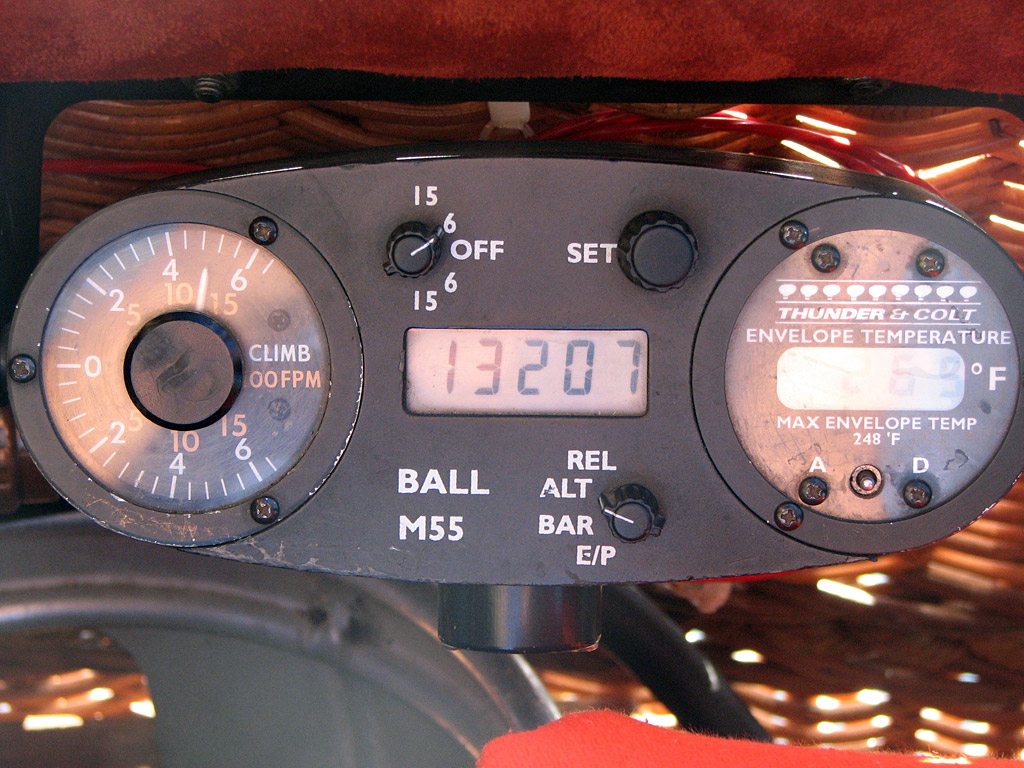 4
6
2
10
15
5
0
CLIMB
00FPM
2
5
10
15
4
6
15
6
OFF
6
15
SET
13207
BALL
M55
REL
ALT
BAR
E/P
THUNDER & COLT
ENVELOPE TEMPERATURE
°F
MAX ENVELOPE TEMP
248 °F
A
D